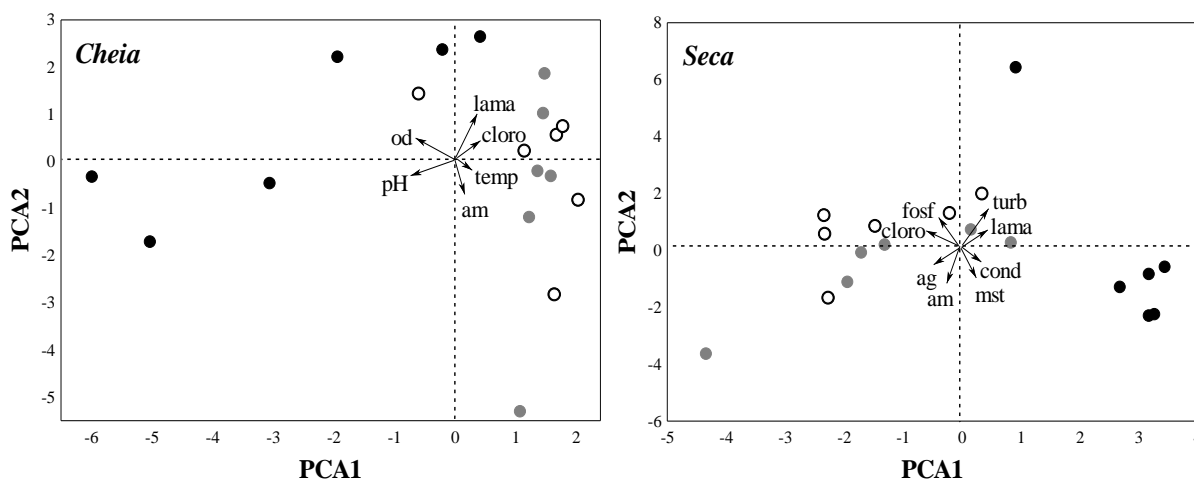 Cheia
3
2
1
0
-1
-2
-3
-4
-5
PCA2
lama
od
cloro
pH
temp
am
-6 -5 -4 -3 -2 -1 0 1 2
PCA1
Seca
8
6
4
2
0
-2
-4
-6
PCA2
fosf
turb
cloro
lama
ag
cond
am
mst
-5 -4 -3 -2 -1 0 1 2 3 4
PCA1